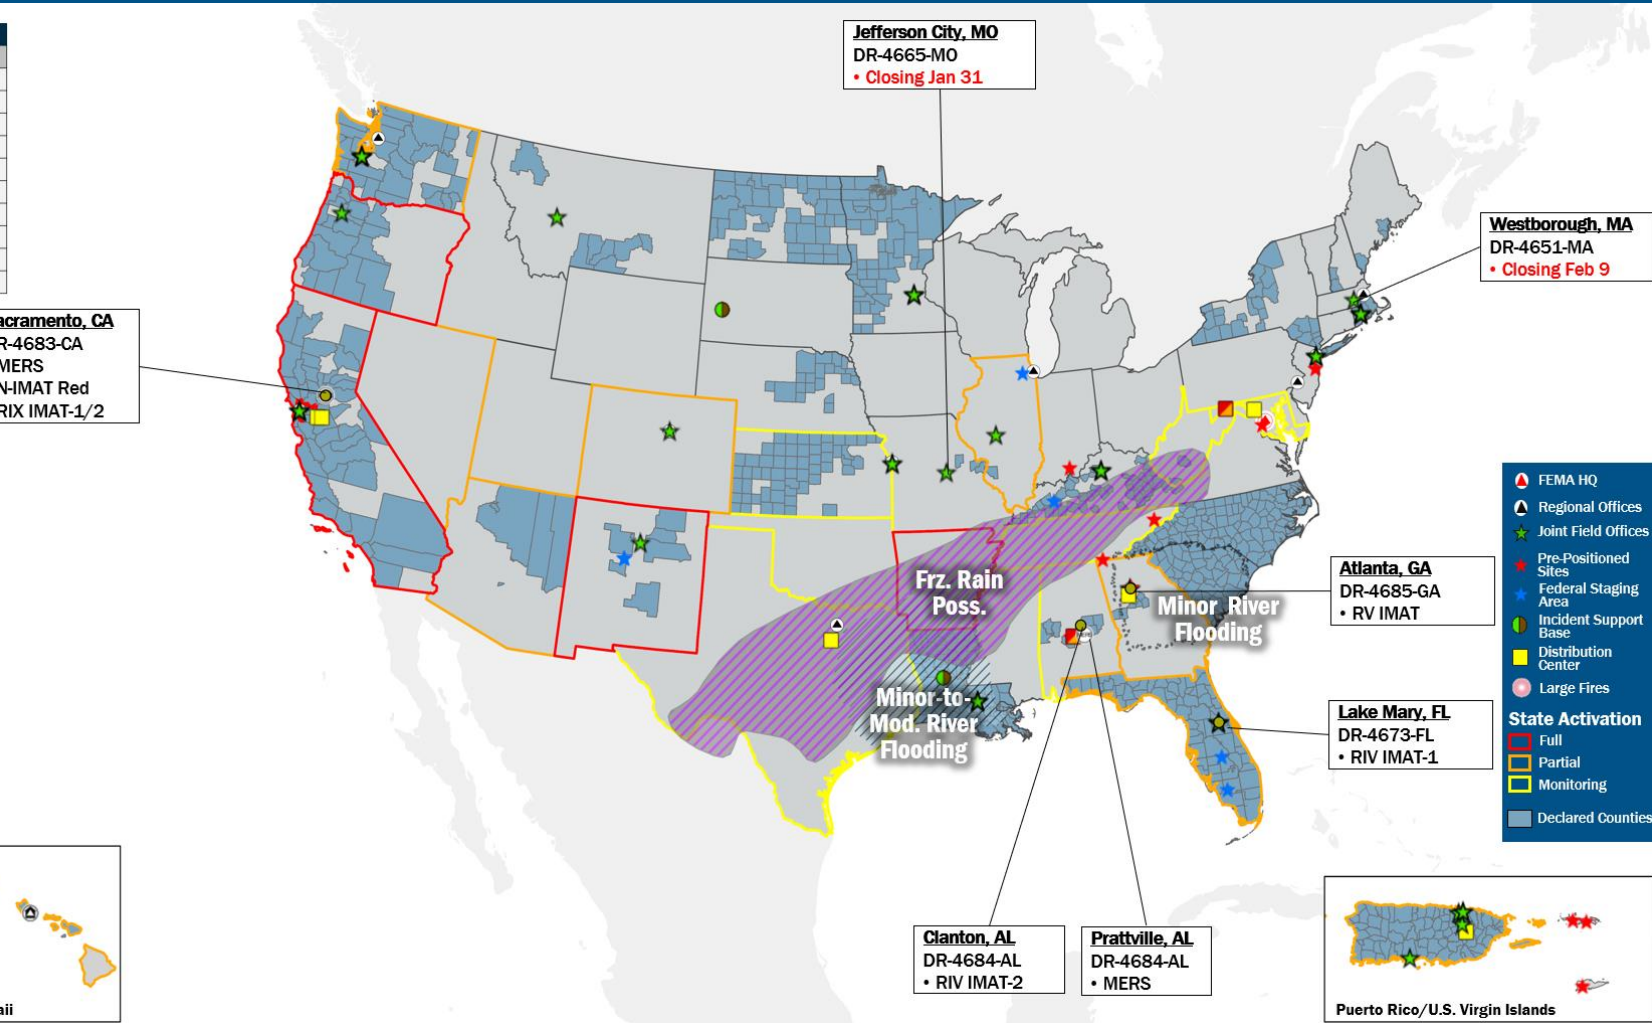 Jefferson City, MO
DR-4665-MO
• Closing Jan 31
Westborough, MA
DR-4651-MA
• Closing Feb 9
acramento, CA
R-4683-CA
MERS
N-IMAT Red
RIX IMAT-1/2
Frz. Rain
Poss.
Minor River
Flooding
Minor-to-
Mod. River
Flooding
Atlanta, GA
DR-4685-GA
• RV IMAT
Lake Mary, FL
DR-4673-FL
• RIV IMAT-1
Clanton, AL
DR-4684-AL
• RIV IMAT-2
Prattville, AL
DR-4684-AL
• MERS
FEMA HQ
Regional Offices
Joint Field Offices
Pre-Positioned
Sites
Federal Staging
Area
Incident Support
Base
Distribution
Center
Large Fires
State Activation
Full
Partial
Monitoring
Declared Counties
aii
Puerto Rico/U.S. Virgin Islands